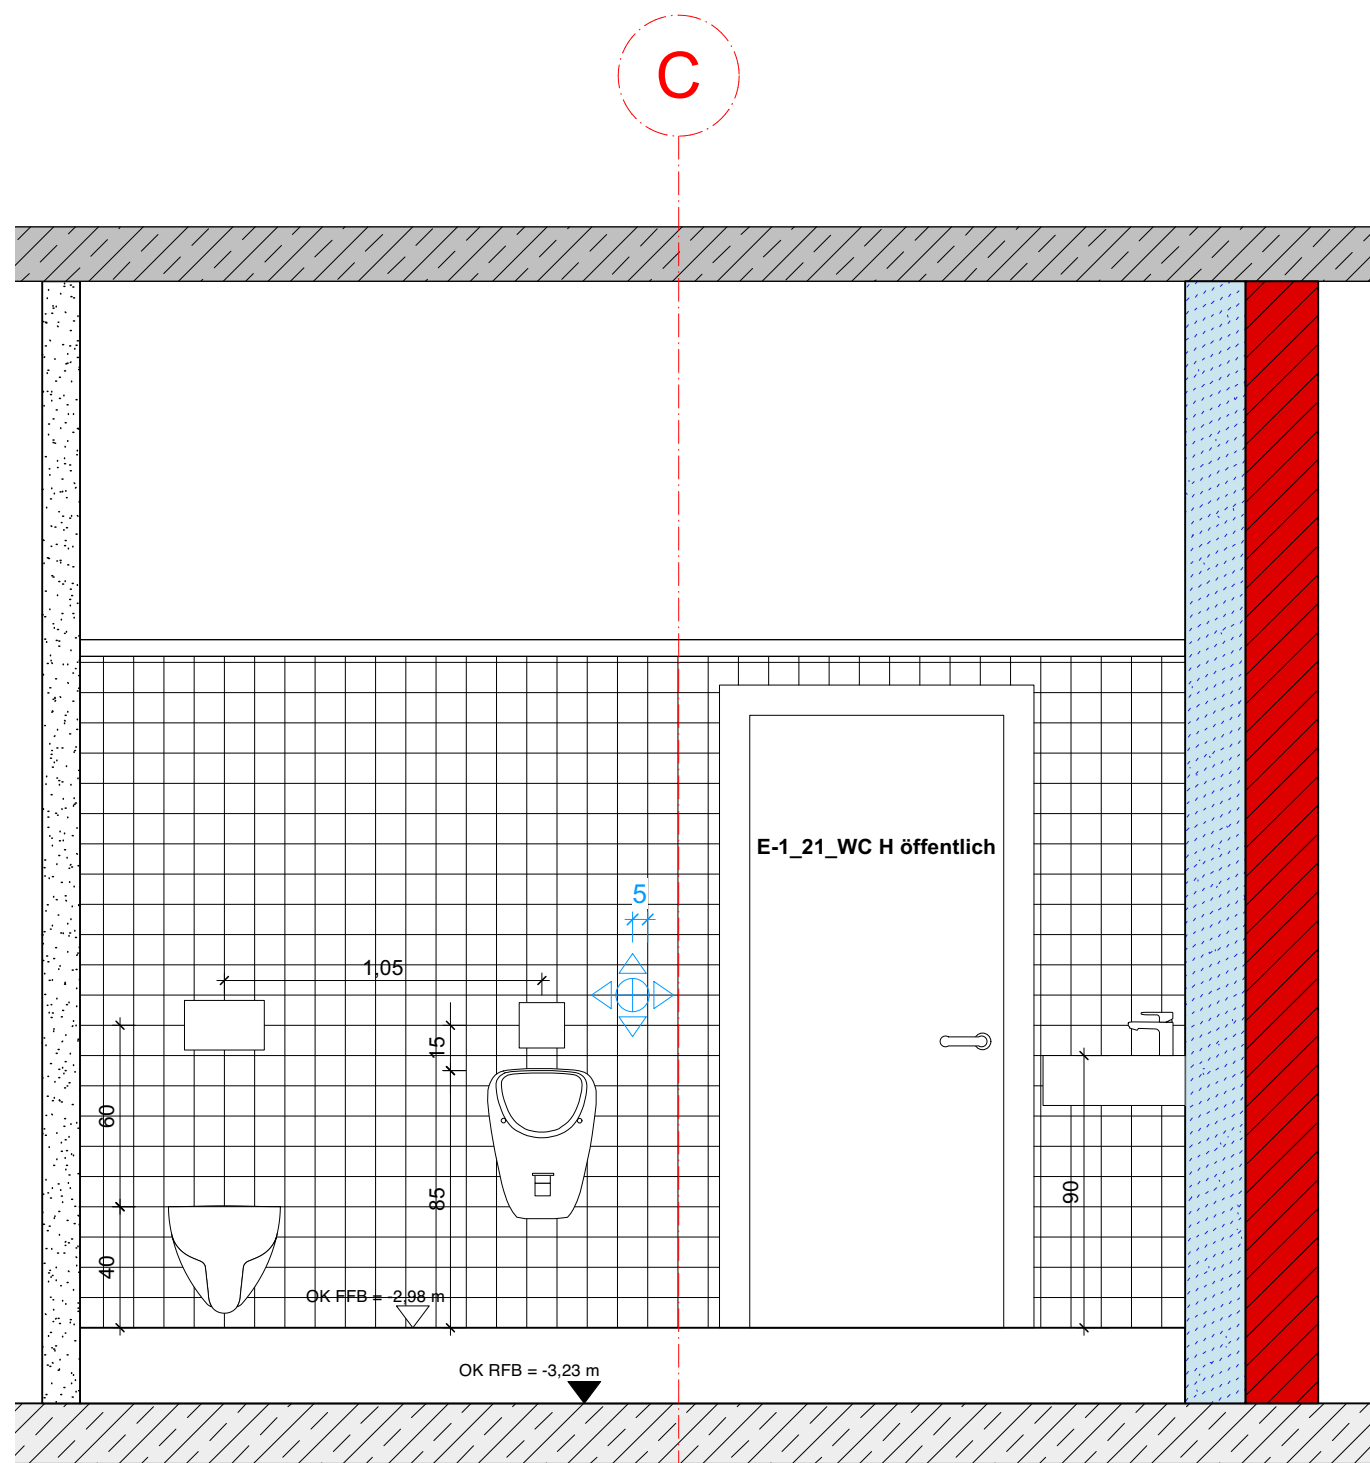 C
E-1_21_WC H öffentlich
5
1,05
15
60
85
90
40
OK FFB = -2,98 m
OK RFB = -3,23 m